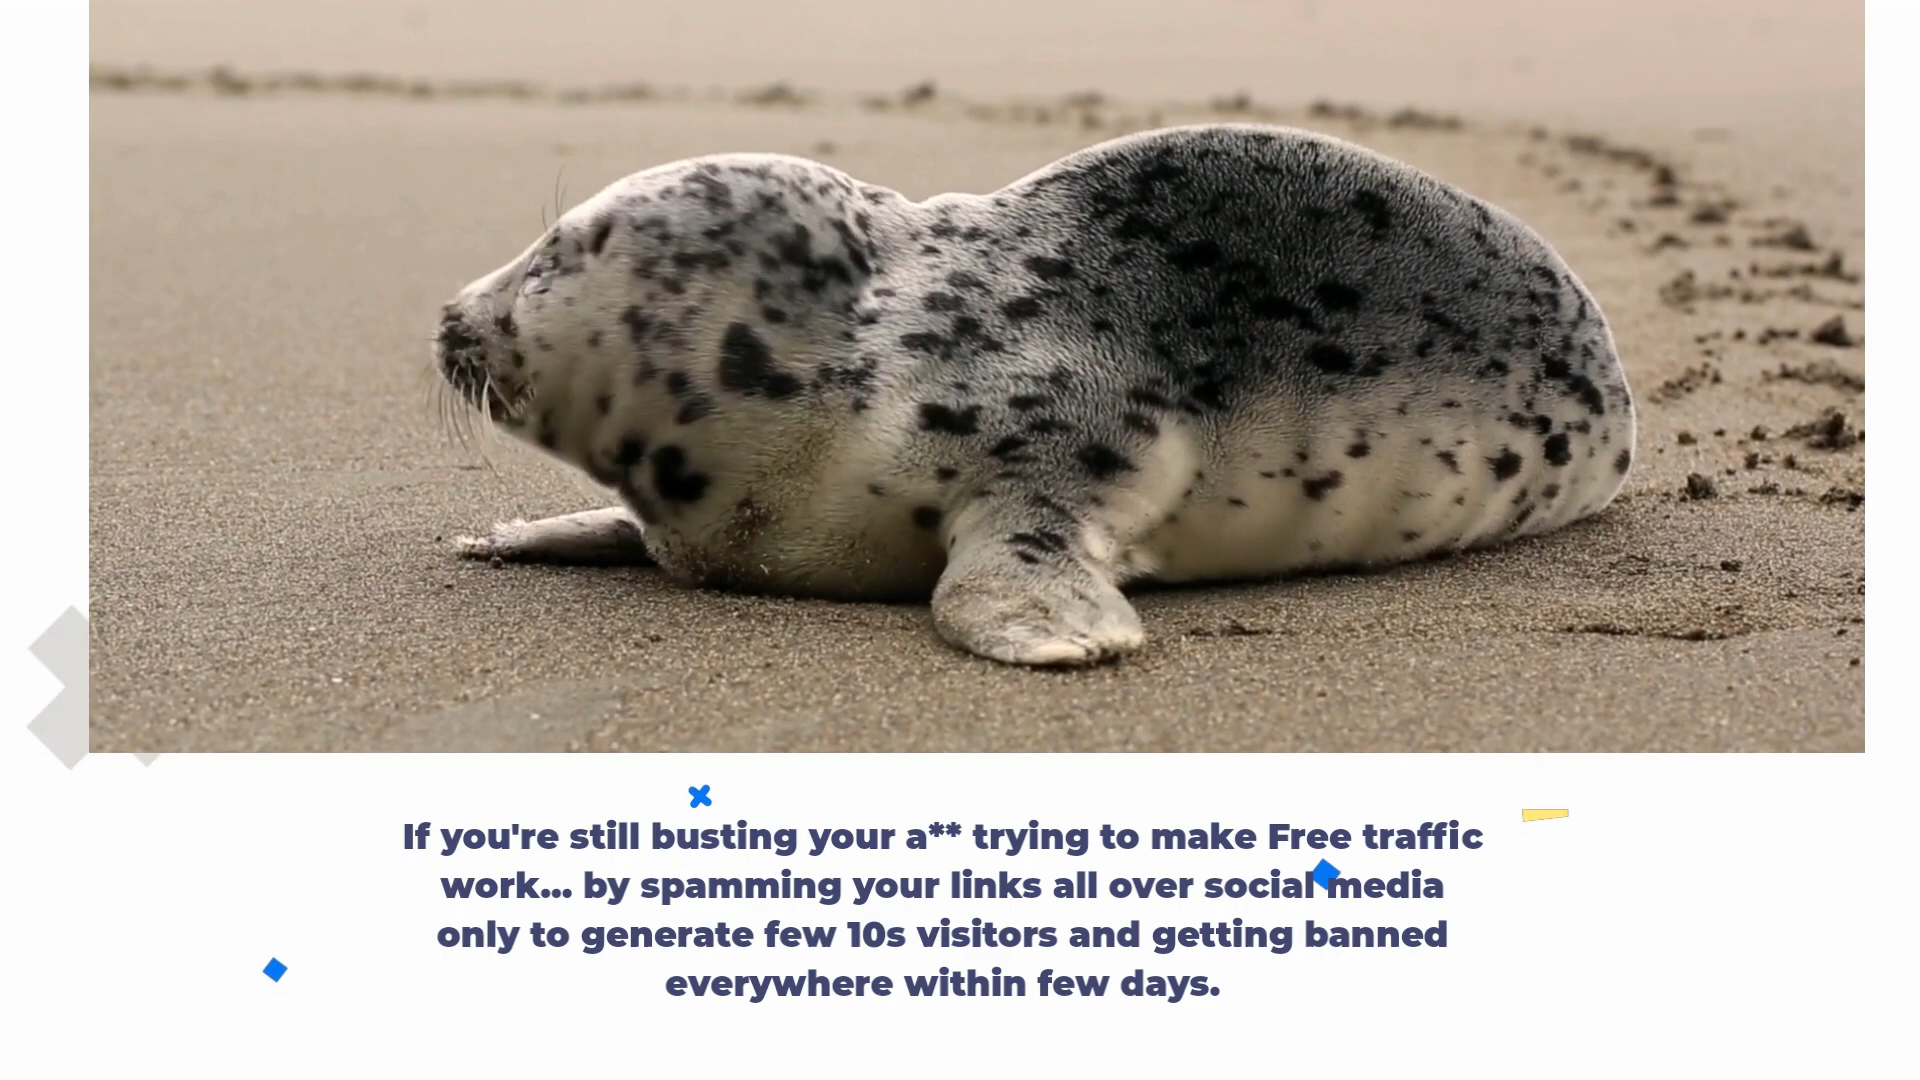 If you're still busting your a** trying to make Free traffic
work... by spamming your links all over social media
only to generate few 10s visitors and getting banned
everywhere within few days.